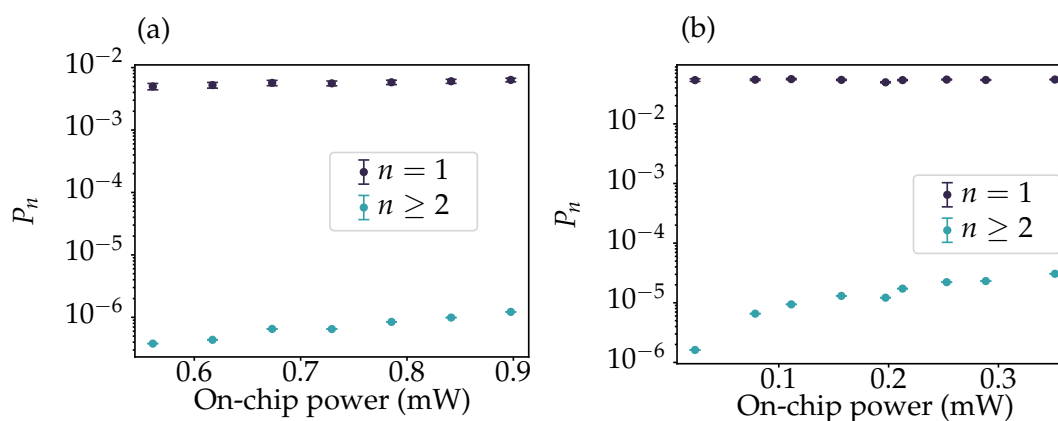 (a)
10⁻²
10⁻³
10⁻⁴
10⁻⁵
10⁻⁶
Pₙ
n = 1
n ≥ 2
0.6 0.7 0.8 0.9
On-chip power (mW)
(b)
10⁻²
10⁻³
10⁻⁴
10⁻⁵
10⁻⁶
Pₙ
n = 1
n ≥ 2
0.1 0.2 0.3
On-chip power (mW)